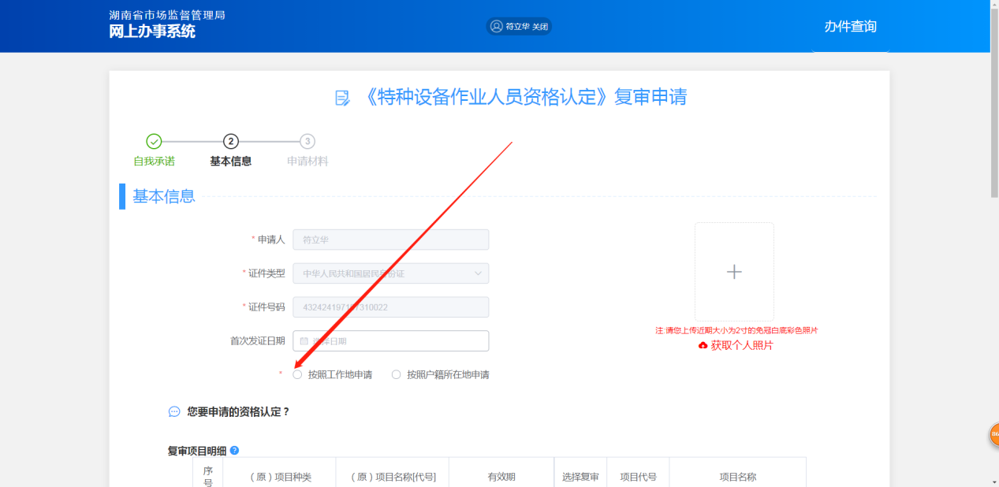 湖南省市场监督管理局
网上办事系统
符立华 关闭
办件查询
《特种设备作业人员资格认定》复审申请
2
3
自我承诺
基本信息
申请材料
基本信息
* 申请人
符立华
* 证件类型
中华人民共和国居民身份证
* 证件号码
首次发证日期
选择日期
注:请您上传近期大小为2寸的免冠白底彩色照片
获取个人照片
* 按照工作地申请 按照户籍所在地申请
您要申请的资格认定？
复审项目明细 ?
序号 （原）项目种类 （原）项目名称[代号] 有效期 选择复审 项目代号 项目名称